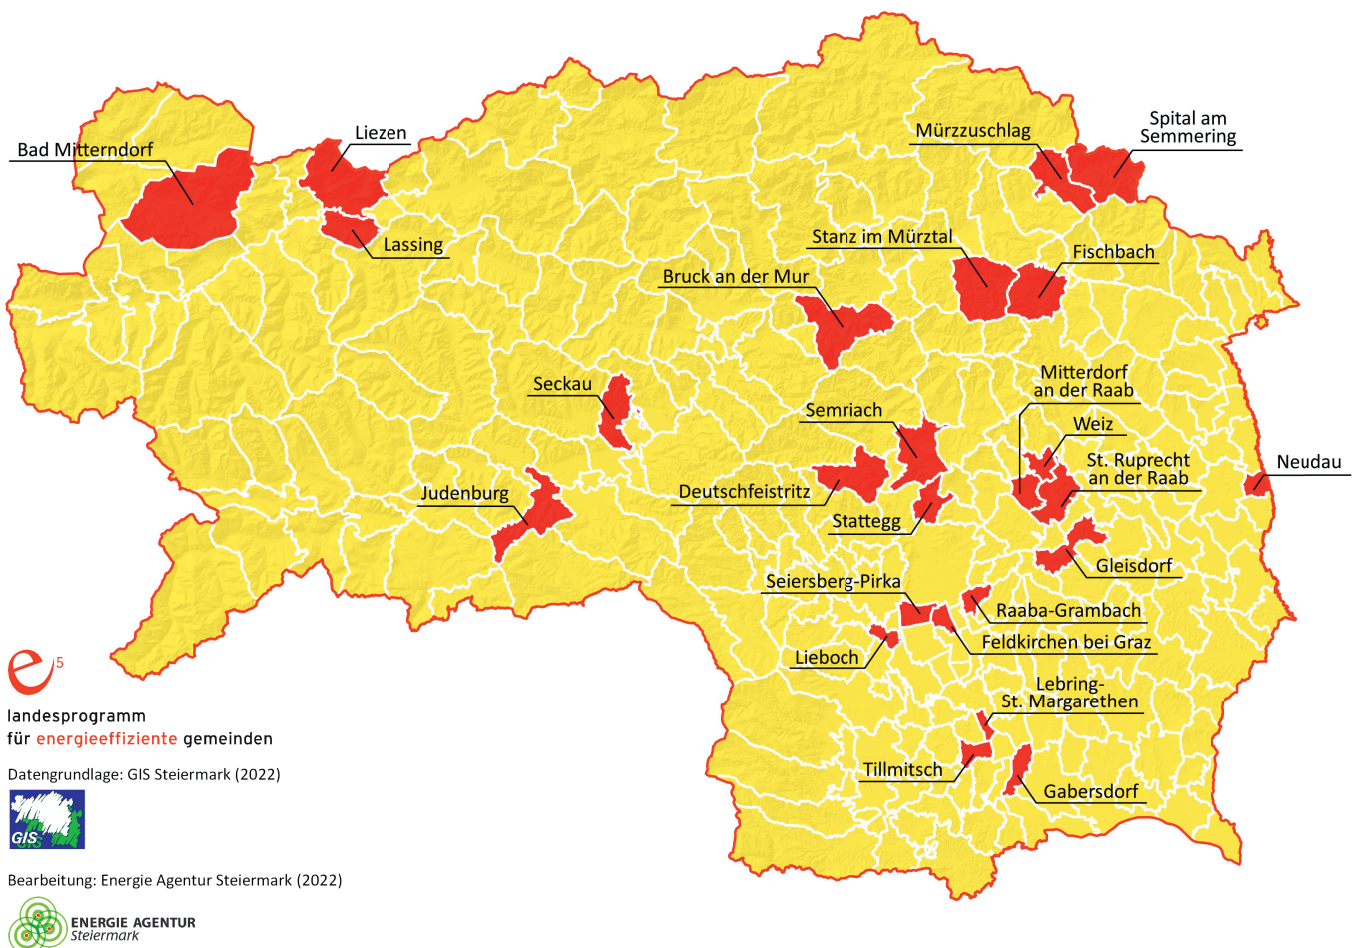 Bad Mitterndorf
Liezen
Lassing
Mürzzuschlag
Spital am
Semmering
Stanz im Mürztal
Fischbach
Bruck an der Mur
Seckau
Mitterdorf
an der Raab
Semriach
Weiz
St. Ruprecht
an der Raab
Neudau
Judenburg
Deutschfeistritz
Stattegg
Gleisdorf
Seiersberg-Pirka
Raaba-Grambach
Feldkirchen bei Graz
Lieboch
Lebring-
St. Margarethen
Tillmitsch
Gabersdorf
e5
landesprogramm
für energieeffiziente gemeinden
Datengrundlage: GIS Steiermark (2022)
GIS
Bearbeitung: Energie Agentur Steiermark (2022)
ENERGIE AGENTUR
Steiermark